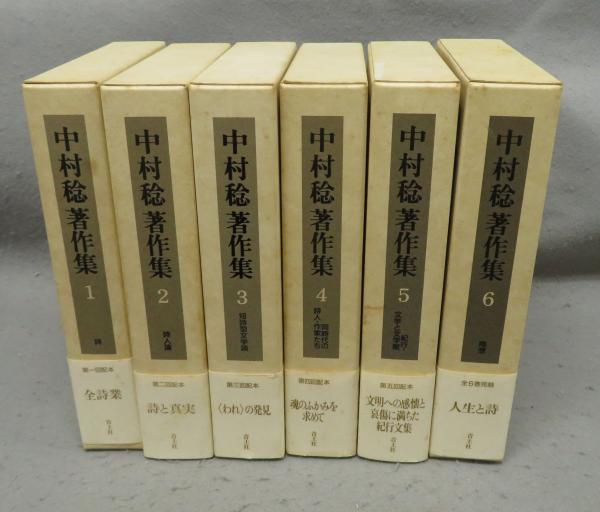 中村稔著作集
1
詩
第一回配本
全詩業
青土社
中村稔著作集
2
詩人論
第二回配本
詩と真実
青土社
中村稔著作集
3
短詩型文学論
第三回配本
〈われ〉の発見
青土社
中村稔著作集
4
同時代の
詩人・作家たち
第四回配本
魂のふかみを
求めて
青土社
中村稔著作集
5
紀行・
文学と文学館
第五回配本
文明への感懐と
哀傷に満ちた
紀行文集
青土社
中村稔著作集
6
随想
全6巻完結
人生と詩
青土社